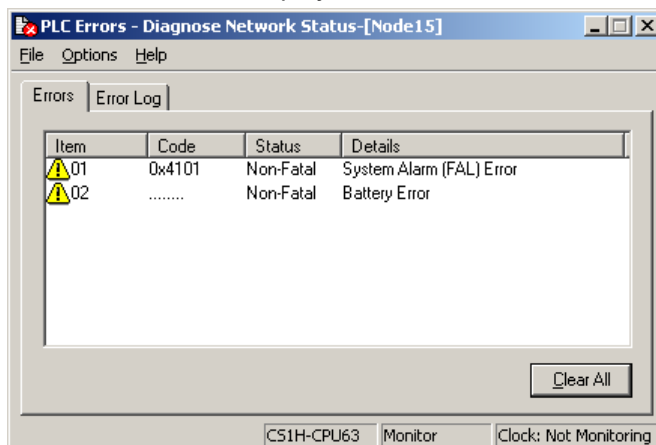 PLC Errors - Diagnose Network Status-[Node15]
File Options Help
Errors Error Log
Item Code Status Details
01 0x4101 Non-Fatal System Alarm (FAL) Error
02 ........ Non-Fatal Battery Error
Clear All
CS1H-CPU63 Monitor Clock: Not Monitoring